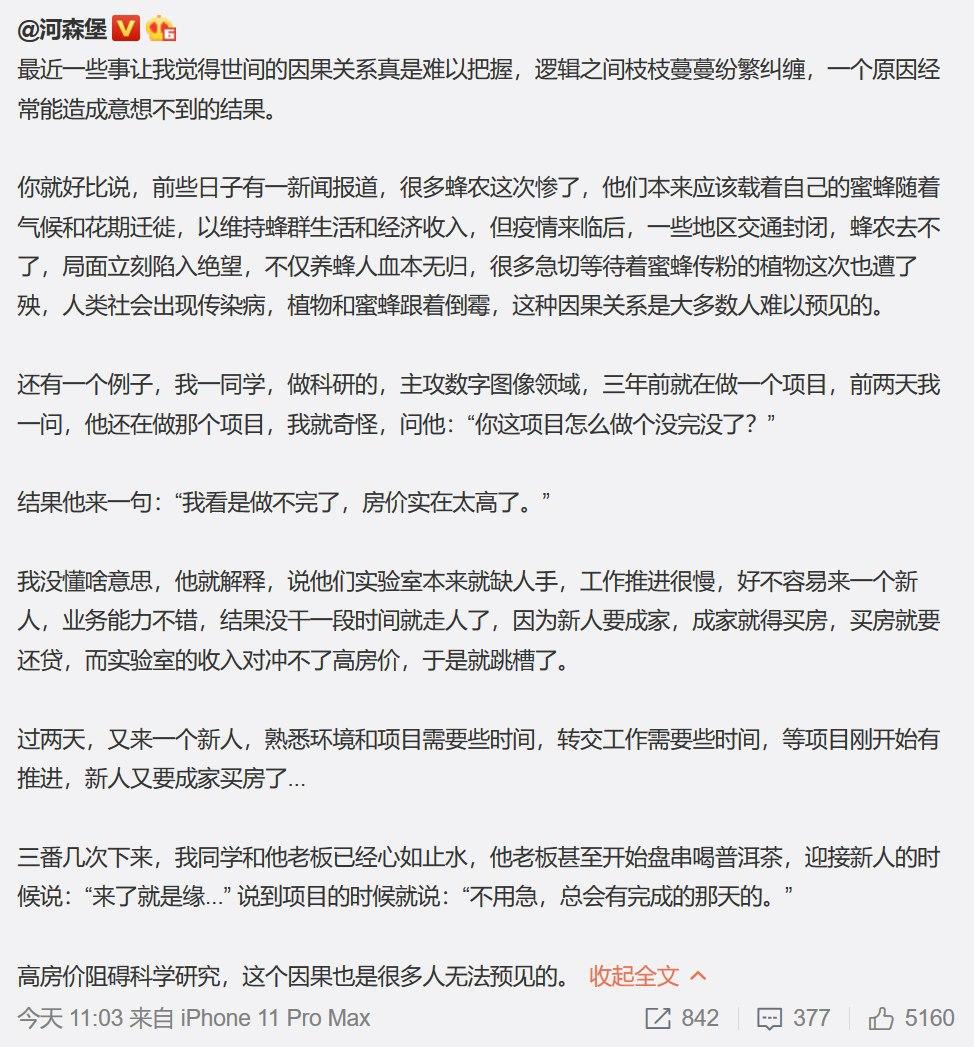 @河森堡
最近一些事让我觉得世间的因果关系真是难以把握，逻辑之间枝枝蔓蔓纷繁纠缠，一个原因经
常能造成意想不到的结果。
你就好比说，前些日子有一新闻报道，很多蜂农这次惨了，他们本来应该载着自己的蜜蜂随着
气候和花期迁徙，以维持蜂群生活和经济收入，但疫情来临后，一些地区交通封闭，蜂农去不
了，局面立刻陷入绝望，不仅养蜂人血本无归，很多急切等待着蜜蜂传粉的植物这次也遭了
殃，人类社会出现传染病，植物和蜜蜂跟着倒霉，这种因果关系是大多数人难以预见的。
还有一个例子，我一同学，做科研的，主攻数字图像领域，三年前就在做一个项目，前两天我
一问，他还在做那个项目，我就奇怪，问他：“你这项目怎么做个没完没了？”
结果他来一句：“我看是做不完了，房价实在太高了。”
我没懂啥意思，他就解释，说他们实验室本来就缺人手，工作推进很慢，好不容易来一个新
人，业务能力不错，结果没干一段时间就走人了，因为新人要成家，成家就得买房，买房就要
还贷，而实验室的收入对冲不了高房价，于是就跳槽了。
过两天，又来一个新人，熟悉环境和项目需要些时间，转交工作需要些时间，等项目刚开始有
推进，新人又要成家买房了...
三番几次下来，我同学和他老板已经心如止水，他老板甚至开始盘串喝普洱茶，迎接新人的时
候说：“来了就是缘...” 说到项目的时候就说：“不用急，总会有完成的那天的。”
高房价阻碍科学研究，这个因果也是很多人无法预见的。 收起全文
今天 11:03 来自 iPhone 11 Pro Max 842 377 5160